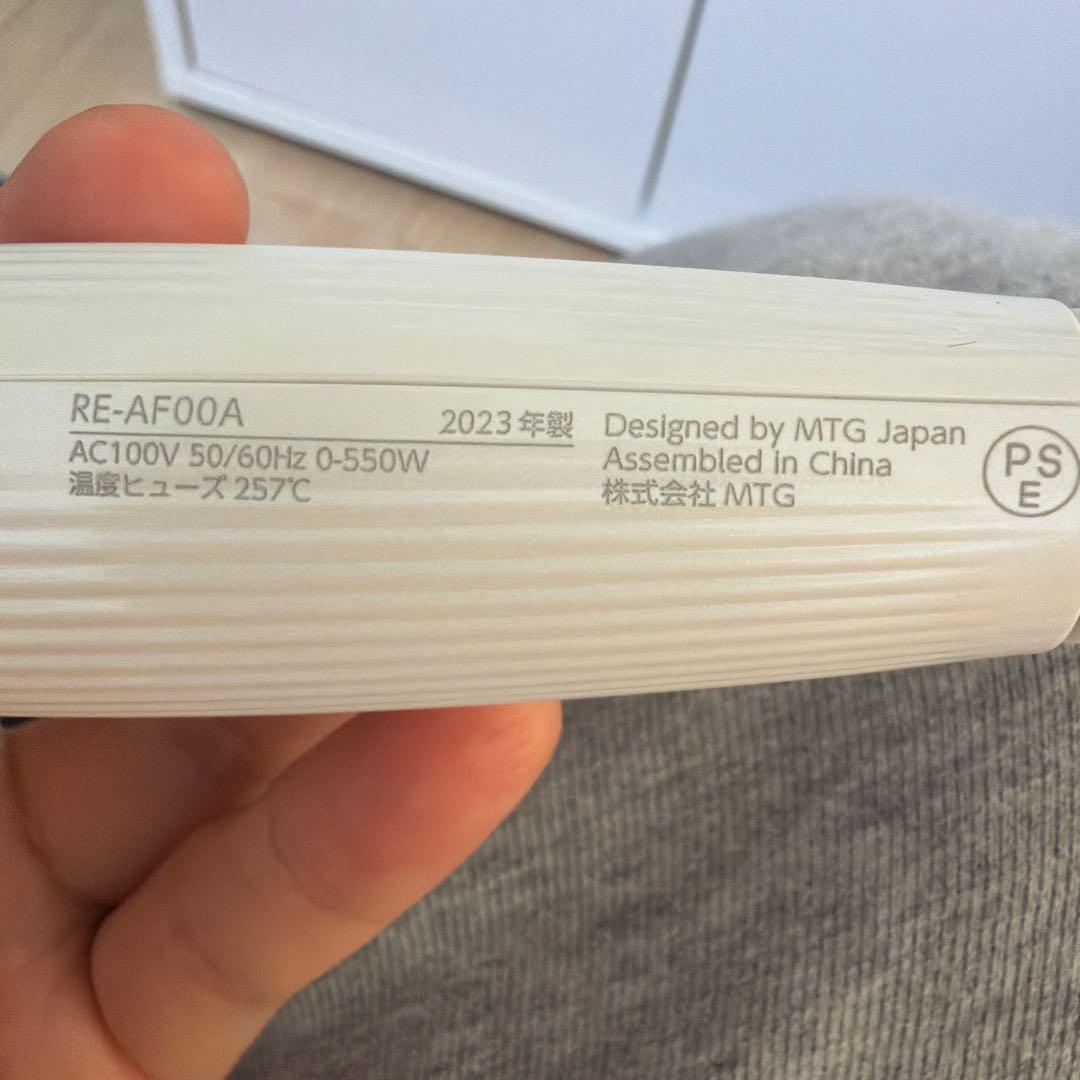 RE-AF00A 2023年製
AC100V 50/60Hz 0-550W
温度ヒューズ 257℃
Designed by MTG Japan
Assembled in China
株式会社 MTG
PS
E